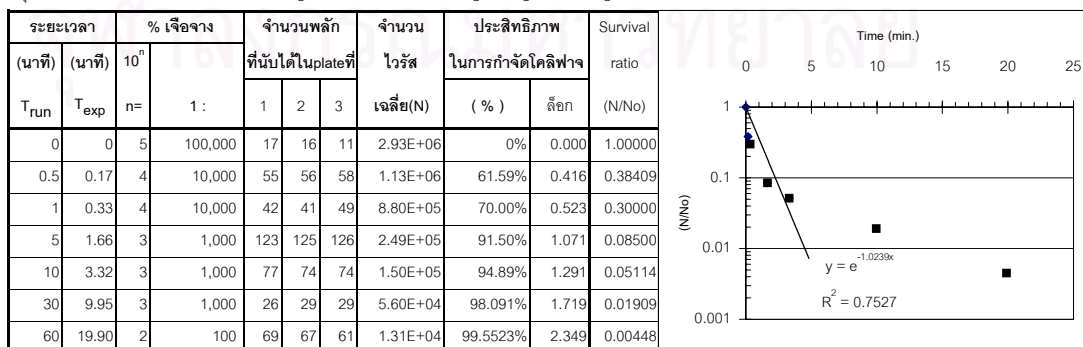 ระยะเวลา % เจือจาง จำนวนพลัก จำนวน ประสิทธิภาพ Survival
(นาที) (นาที) 10^n ที่นับได้ในplateที่ ไวรัส ในการกำจัดโคลิฟาจ ratio
T_run T_exp n= 1 : 1 2 3 เฉลี่ย(N) ( % ) ล็อก (N/No)
0 0 5 100,000 17 16 11 2.93E+06 0% 0.000 1.00000
0.5 0.17 4 10,000 55 56 58 1.13E+06 61.59% 0.416 0.38409
1 0.33 4 10,000 42 41 49 8.80E+05 70.00% 0.523 0.30000
5 1.66 3 1,000 123 125 126 2.49E+05 91.50% 1.071 0.08500
10 3.32 3 1,000 77 74 74 1.50E+05 94.89% 1.291 0.05114
30 9.95 3 1,000 26 29 29 5.60E+04 98.091% 1.719 0.01909
60 19.90 2 100 69 67 61 1.31E+04 99.5523% 2.349 0.00448
Time (min.)
0 5 10 15 20 25
1
0.1
0.01
0.001
(N/No)
y = e^-1.0239x
R^2 = 0.7527